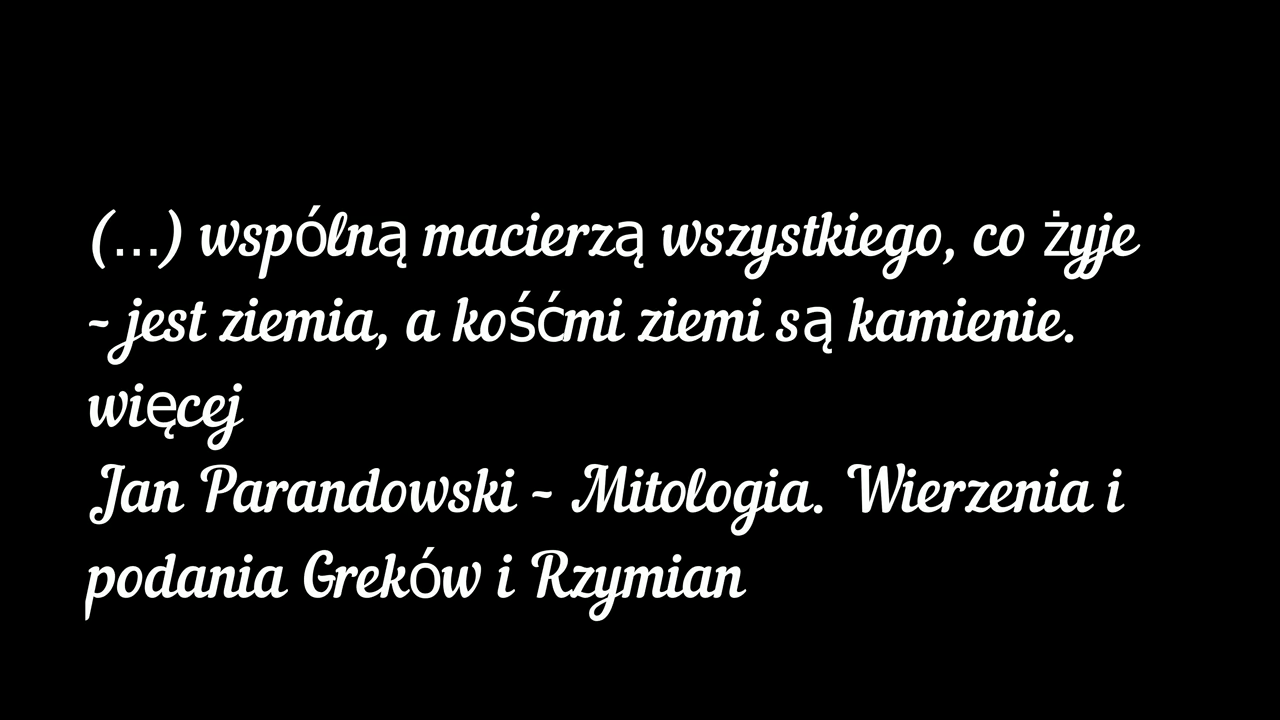 (...) wspólną macierzą wszystkiego, co żyje
- jest ziemia, a kośćmi ziemi są kamienie.
więcej
Jan Parandowski - Mitologia. Wierzenia i
podania Greków i Rzymian